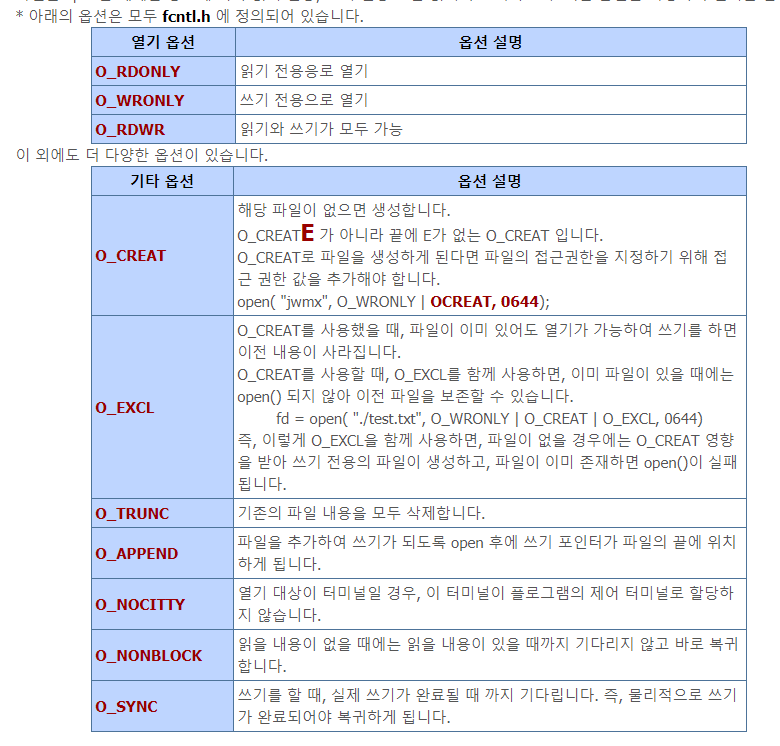 * 아래의 옵션은 모두 fcntl.h 에 정의되어 있습니다.
열기 옵션 옵션 설명
O_RDONLY 읽기 전용응로 열기
O_WRONLY 쓰기 전용으로 열기
O_RDWR 읽기와 쓰기가 모두 가능
이 외에도 더 다양한 옵션이 있습니다.
기타 옵션 옵션 설명
O_CREAT
해당 파일이 없으면 생성합니다.
O_CREATE 가 아니라 끝에 E가 없는 O_CREAT 입니다.
O_CREAT로 파일을 생성하게 된다면 파일의 접근권한을 지정하기 위해 접
근 권한 값을 추가해야 합니다.
open( "jwmx", O_WRONLY | OCREAT, 0644);
O_EXCL
O_CREAT를 사용했을 때, 파일이 이미 있어도 열기가 가능하여 쓰기를 하면
이전 내용이 사라집니다.
O_CREAT를 사용할 때, O_EXCL를 함께 사용하면, 이미 파일이 있을 때에는
open() 되지 않아 이전 파일을 보존할 수 있습니다.
fd = open( "./test.txt", O_WRONLY | O_CREAT | O_EXCL, 0644)
즉, 이렇게 O_EXCL을 함께 사용하면, 파일이 없을 경우에는 O_CREAT 영향
을 받아 쓰기 전용의 파일이 생성하고, 파일이 이미 존재하면 open()이 실패
됩니다.
O_TRUNC 기존의 파일 내용을 모두 삭제합니다.
O_APPEND
파일을 추가하여 쓰기가 되도록 open 후에 쓰기 포인터가 파일의 끝에 위치
하게 됩니다.
O_NOCITTY
열기 대상이 터미널일 경우, 이 터미널이 플로그램의 제어 터미널로 할당하
지 않습니다.
O_NONBLOCK
읽을 내용이 없을 때에는 읽을 내용이 있을 때까지 기다리지 않고 바로 복귀
합니다.
O_SYNC
쓰기를 할 때, 실제 쓰기가 완료될 때 까지 기다립니다. 즉, 물리적으로 쓰기
가 완료되어야 복귀하게 됩니다.